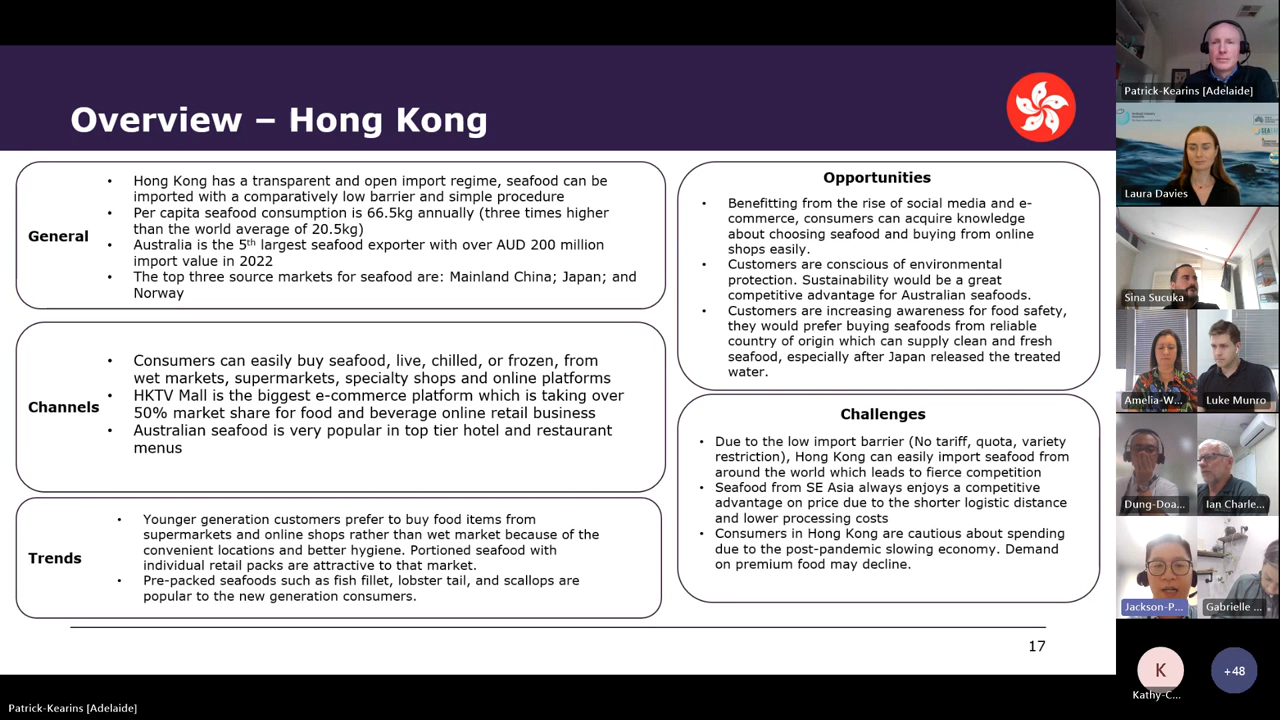 Overview – Hong Kong
General
• Hong Kong has a transparent and open import regime, seafood can be
imported with a comparatively low barrier and simple procedure
• Per capita seafood consumption is 66.5kg annually (three times higher
than the world average of 20.5kg)
• Australia is the 5th largest seafood exporter with over AUD 200 million
import value in 2022
• The top three source markets for seafood are: Mainland China; Japan; and
Norway
Channels
• Consumers can easily buy seafood, live, chilled, or frozen, from
wet markets, supermarkets, specialty shops and online platforms
• HKTV Mall is the biggest e-commerce platform which is taking over
50% market share for food and beverage online retail business
• Australian seafood is very popular in top tier hotel and restaurant
menus
Trends
• Younger generation customers prefer to buy food items from
supermarkets and online shops rather than wet market because of the
convenient locations and better hygiene. Portioned seafood with
individual retail packs are attractive to that market.
• Pre-packed seafoods such as fish fillet, lobster tail, and scallops are
popular to the new generation consumers.
Opportunities
• Benefitting from the rise of social media and e-
commerce, consumers can acquire knowledge
about choosing seafood and buying from online
shops easily.
• Customers are conscious of environmental
protection. Sustainability would be a great
competitive advantage for Australian seafoods.
• Customers are increasing awareness for food safety,
they would prefer buying seafoods from reliable
country of origin which can supply clean and fresh
seafood, especially after Japan released the treated
water.
Challenges
• Due to the low import barrier (No tariff, quota, variety
restriction), Hong Kong can easily import seafood from
around the world which leads to fierce competition
• Seafood from SE Asia always enjoys a competitive
advantage on price due to the shorter logistic distance
and lower processing costs
• Consumers in Hong Kong are cautious about spending
due to the post-pandemic slowing economy. Demand
on premium food may decline.
17
Patrick-Kearins [Adelaide]
Patrick-Kearins [Adelaide]
Laura Davies
Sina Sucuka
Amelia-W...
Luke Munro
Dung-Doa...
Ian Charle...
Jackson-P...
Gabrielle ...
K
Kathy-C...
+48